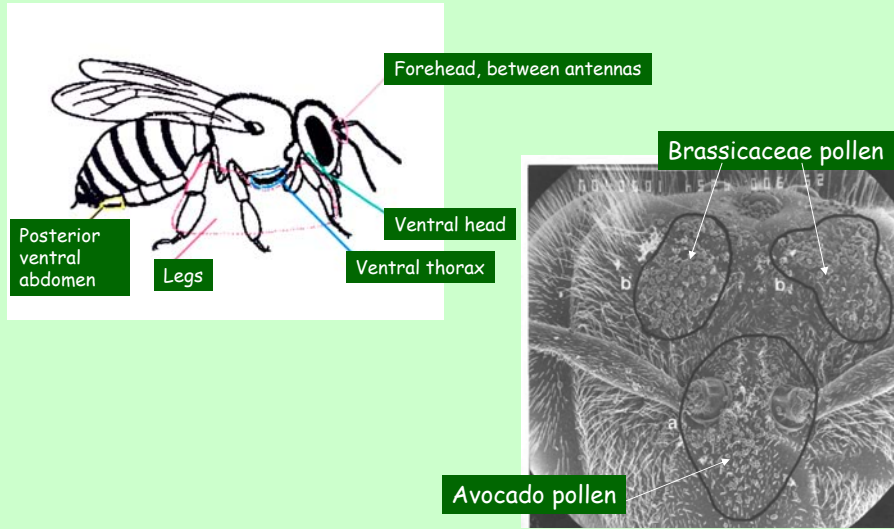 Forehead, between antennas
Brassicaceae pollen
Ventral head
Posterior
ventral
abdomen
Legs
Ventral thorax
b
b
a
Avocado pollen